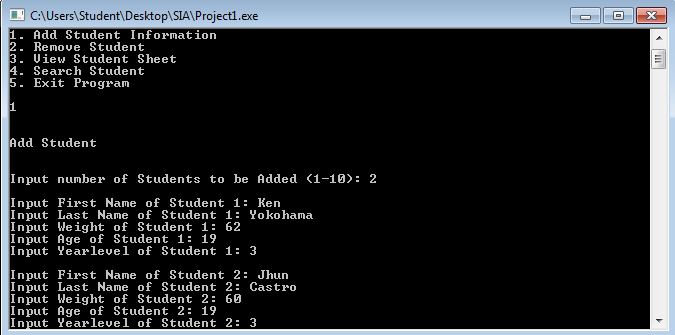 C:\Users\Student\Desktop\SIA\Project1.exe
1. Add Student Information
2. Remove Student
3. View Student Sheet
4. Search Student
5. Exit Program
1
Add Student
Input number of Students to be Added (1-10): 2
Input First Name of Student 1: Ken
Input Last Name of Student 1: Yokohama
Input Weight of Student 1: 62
Input Age of Student 1: 19
Input Yearlevel of Student 1: 3
Input First Name of Student 2: Jhun
Input Last Name of Student 2: Castro
Input Weight of Student 2: 60
Input Age of Student 2: 19
Input Yearlevel of Student 2: 3